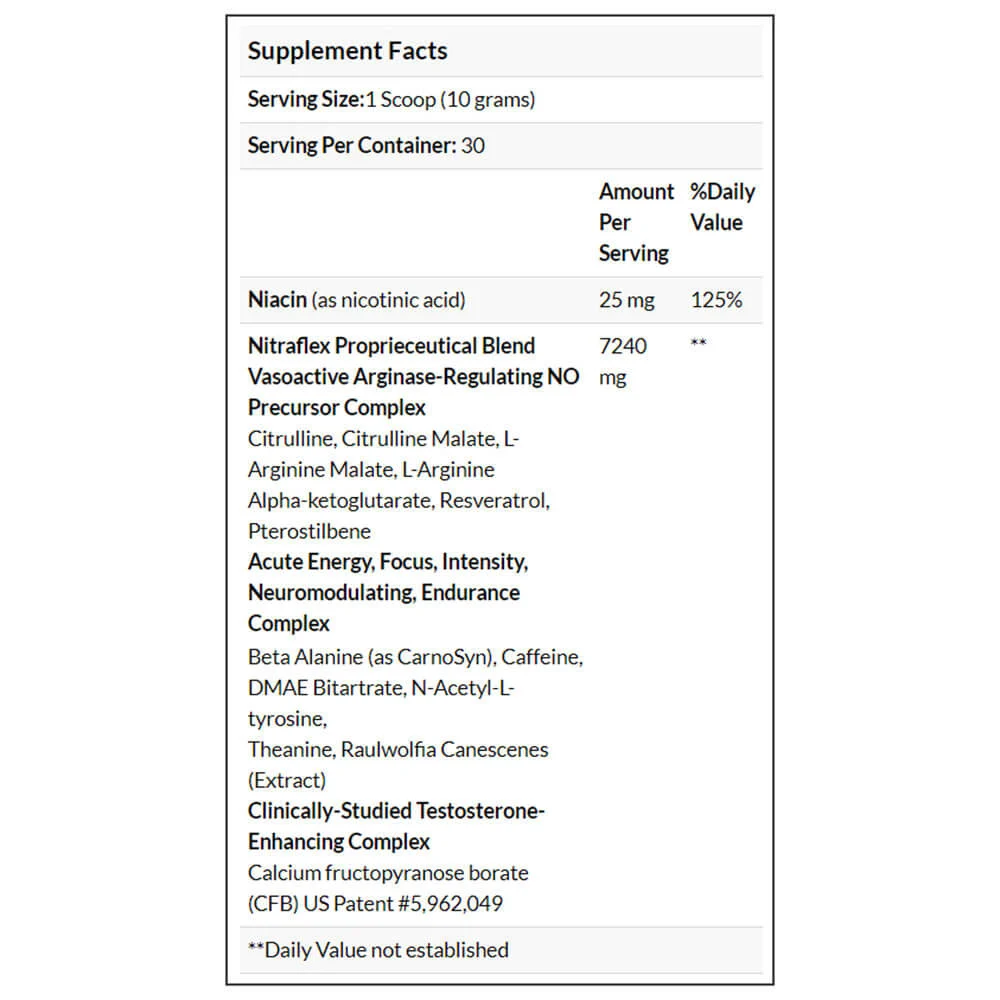 Supplement Facts
Serving Size:1 Scoop (10 grams)
Serving Per Container: 30
Amount %Daily
Per Value
Serving
Niacin (as nicotinic acid) 25 mg 125%
Nitraflex Proprieceutical Blend 7240 **
Vasoactive Arginase-Regulating NO mg
Precursor Complex
Citrulline, Citrulline Malate, L-
Arginine Malate, L-Arginine
Alpha-ketoglutarate, Resveratrol,
Pterostilbene
Acute Energy, Focus, Intensity,
Neuromodulating, Endurance
Complex
Beta Alanine (as CarnoSyn), Caffeine,
DMAE Bitartrate, N-Acetyl-L-
tyrosine,
Theanine, Raulwolfia Canescenes
(Extract)
Clinically-Studied Testosterone-
Enhancing Complex
Calcium fructopyranose borate
(CFB) US Patent #5,962,049
**Daily Value not established